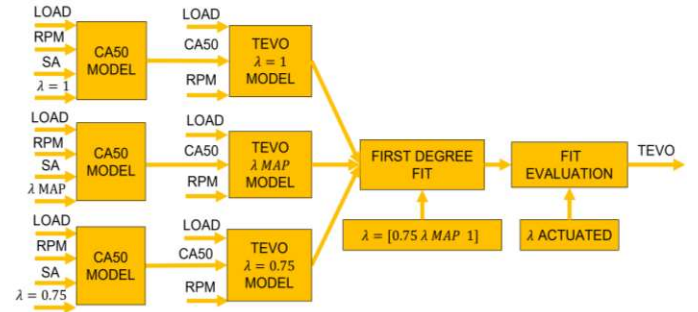 LOAD
RPM
SA
λ = 1
CA50
MODEL
LOAD
CA50
RPM
TEVO
λ = 1
MODEL
LOAD
RPM
SA
λ MAP
CA50
MODEL
LOAD
CA50
RPM
TEVO
λ MAP
MODEL
LOAD
RPM
SA
λ = 0.75
CA50
MODEL
LOAD
CA50
RPM
TEVO
λ = 0.75
MODEL
FIRST DEGREE
FIT
λ = [0.75 λ MAP 1]
FIT
EVALUATION
λ ACTUATED
TEVO